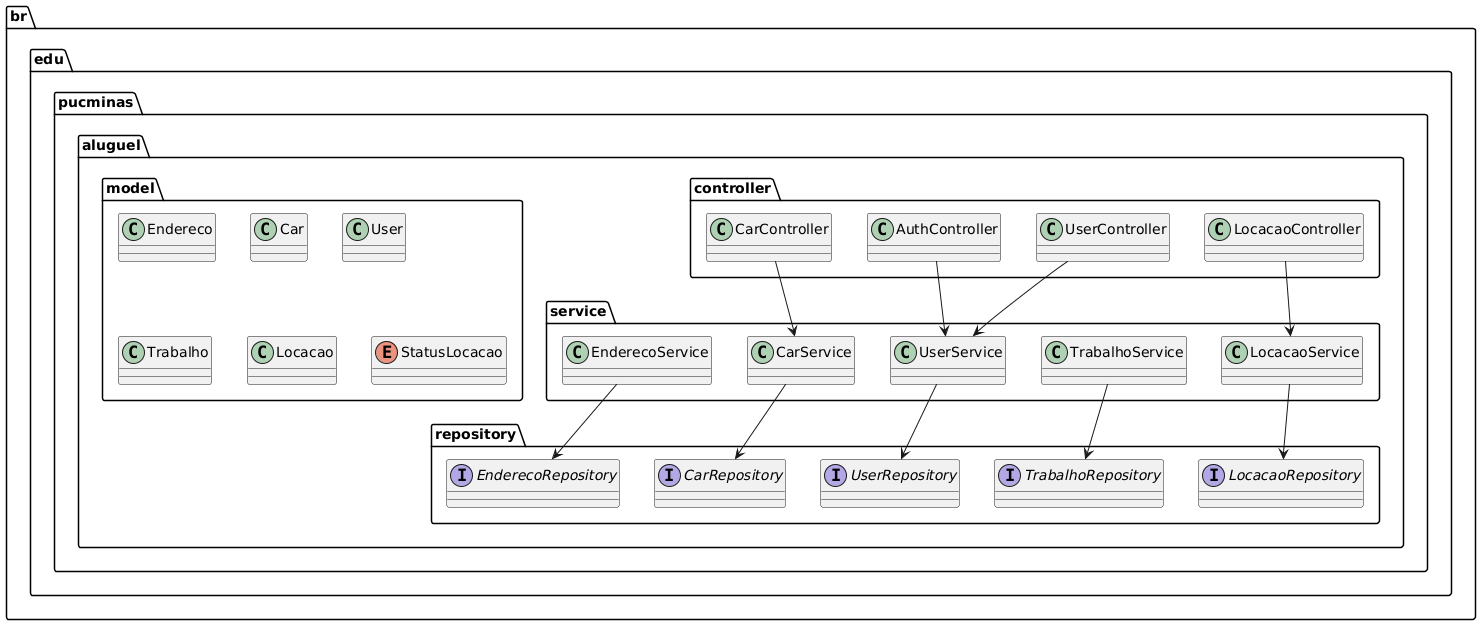 br
edu
pucminas
aluguel
model
controller
C Endereco
C Car
C User
C CarController
C AuthController
C UserController
C LocacaoController
service
C Trabalho
C Locacao
E StatusLocacao
C EnderecoService
C CarService
C UserService
C TrabalhoService
C LocacaoService
repository
I EnderecoRepository
I CarRepository
I UserRepository
I TrabalhoRepository
I LocacaoRepository